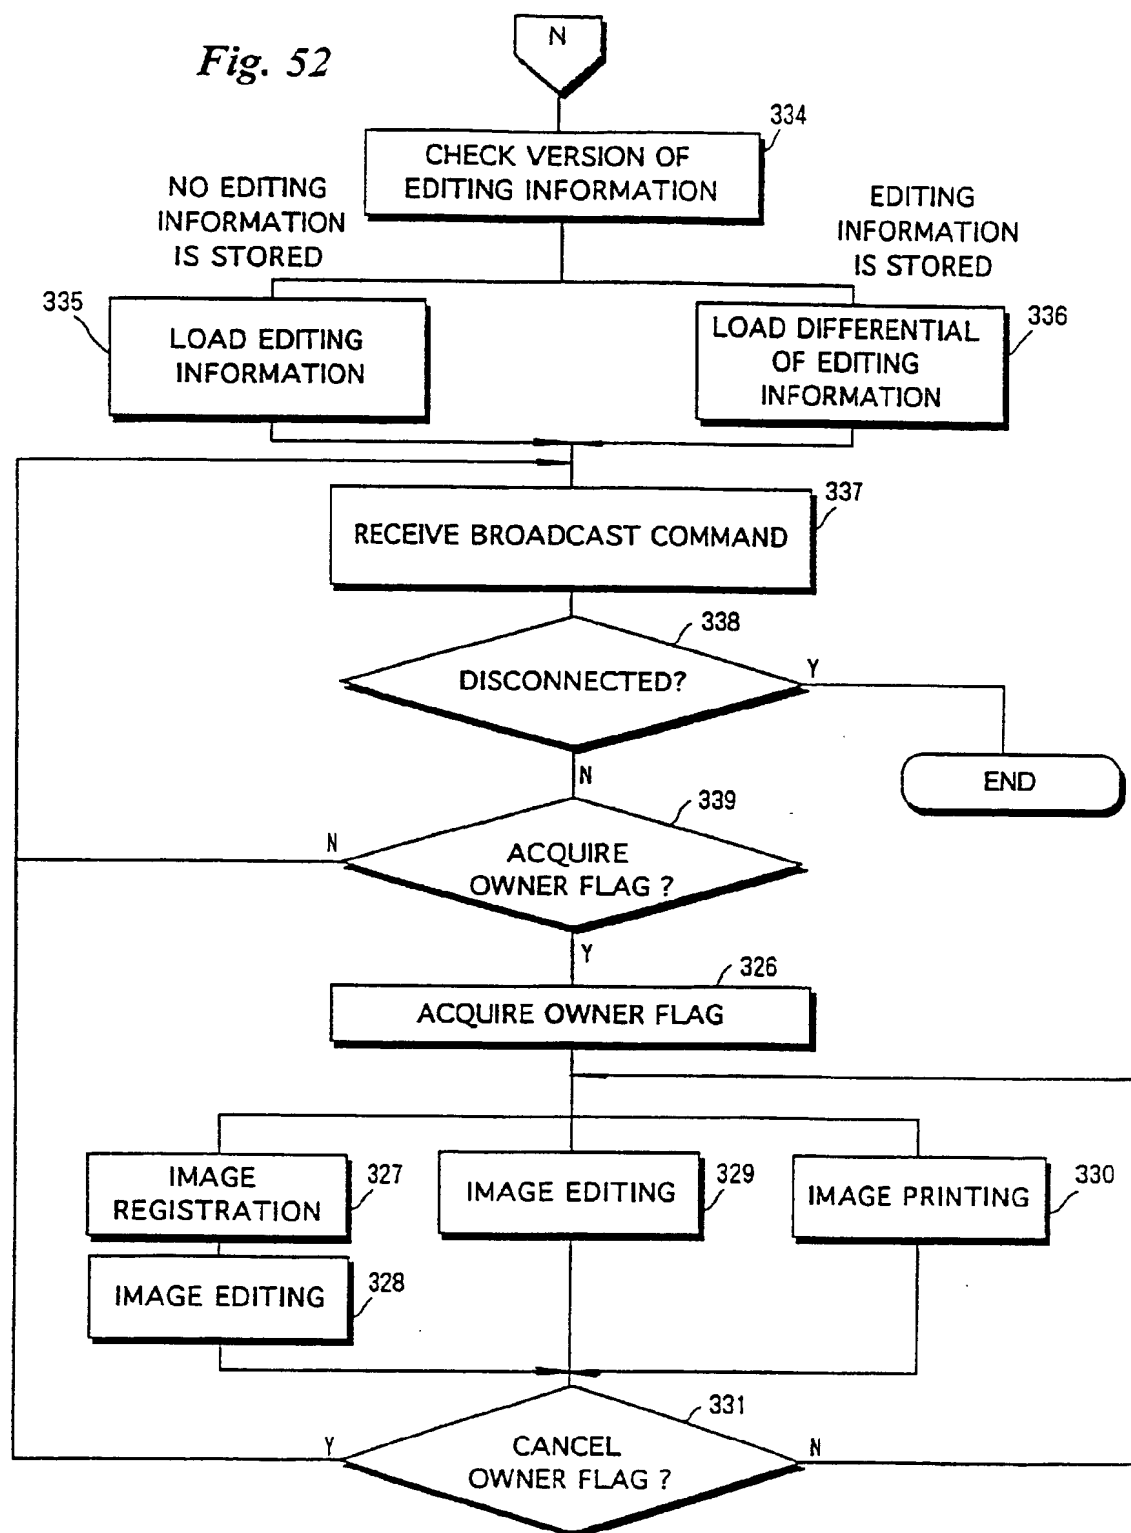 Fig. 52
N
334
CHECK VERSION OF
EDITING INFORMATION
NO EDITING
INFORMATION
IS STORED
EDITING
INFORMATION
IS STORED
335
LOAD EDITING
INFORMATION
LOAD DIFFERENTIAL
OF EDITING
INFORMATION
336
337
RECEIVE BROADCAST COMMAND
338
DISCONNECTED?
Y
N
END
339
N
ACQUIRE
OWNER FLAG ?
Y
326
ACQUIRE OWNER FLAG
IMAGE
REGISTRATION
327
IMAGE EDITING
329
IMAGE PRINTING
330
IMAGE EDITING
328
331
Y
CANCEL
OWNER FLAG ?
N